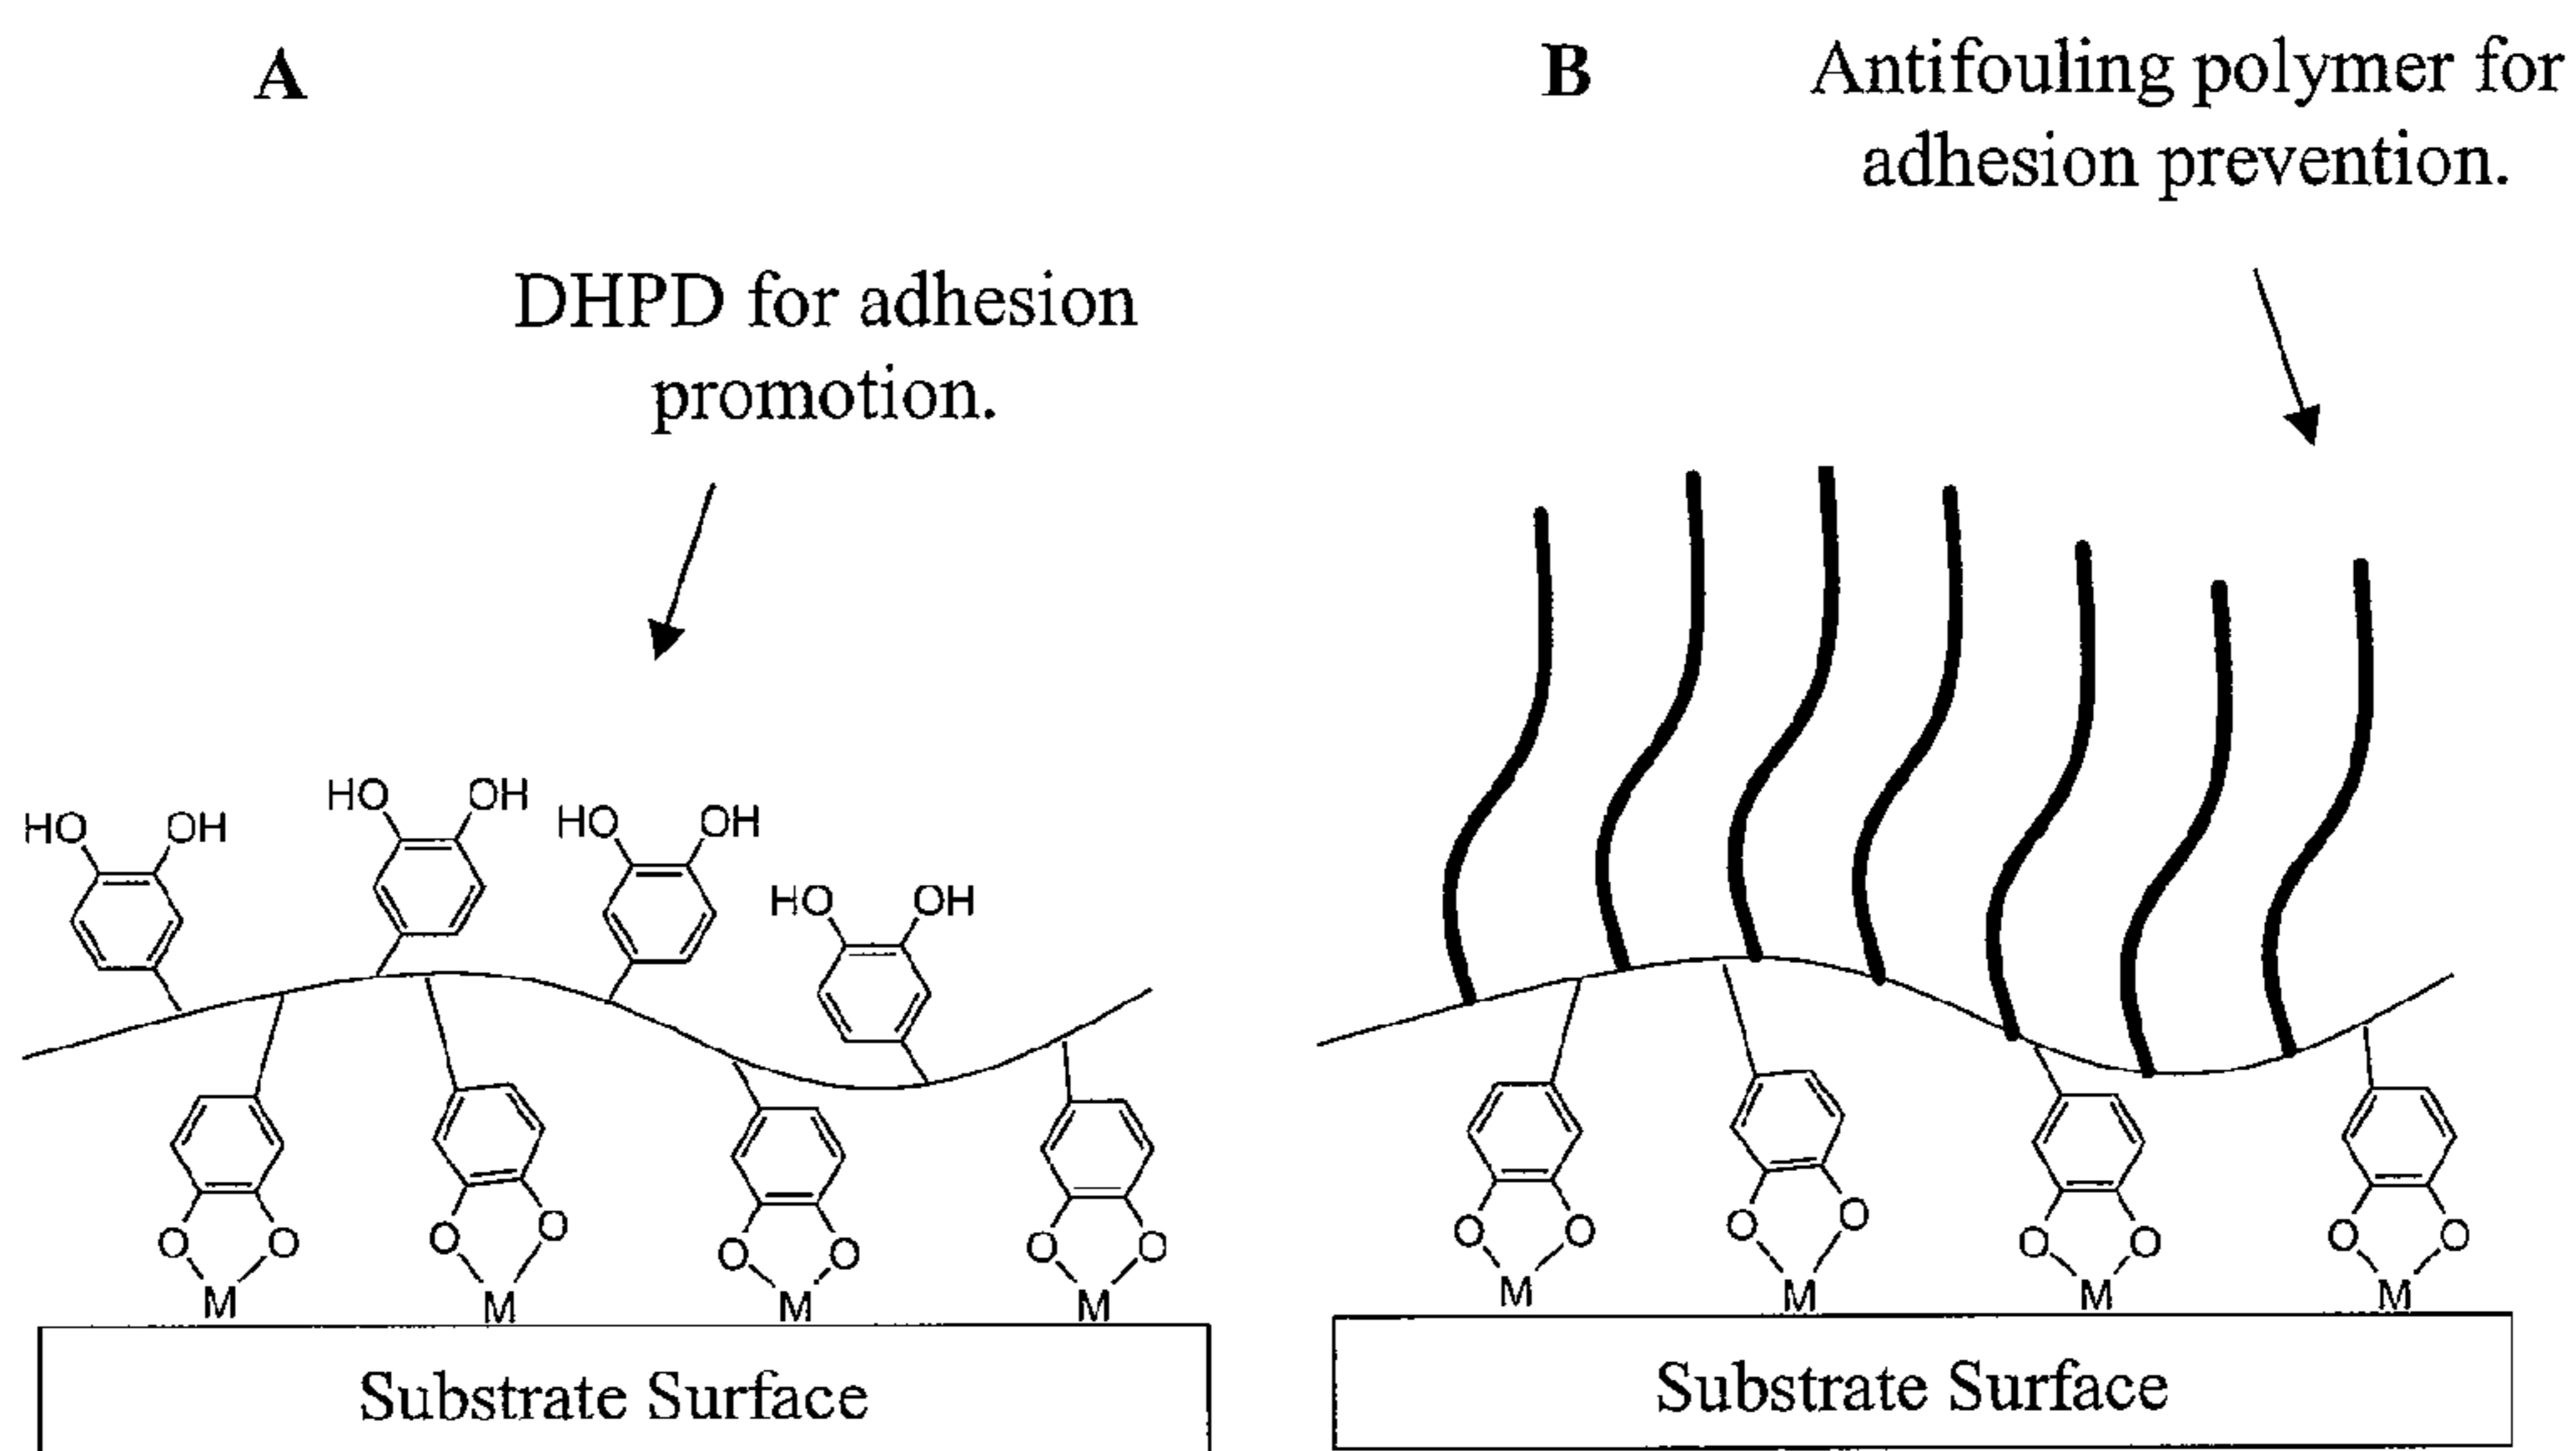 A
DHPD for adhesion
promotion.
HO OH HO OH HO OH HO OH
O O O O O O O O
M M M M
Substrate Surface
B
Antifouling polymer for
adhesion prevention.
O O O O O O O O
M M M M
Substrate Surface